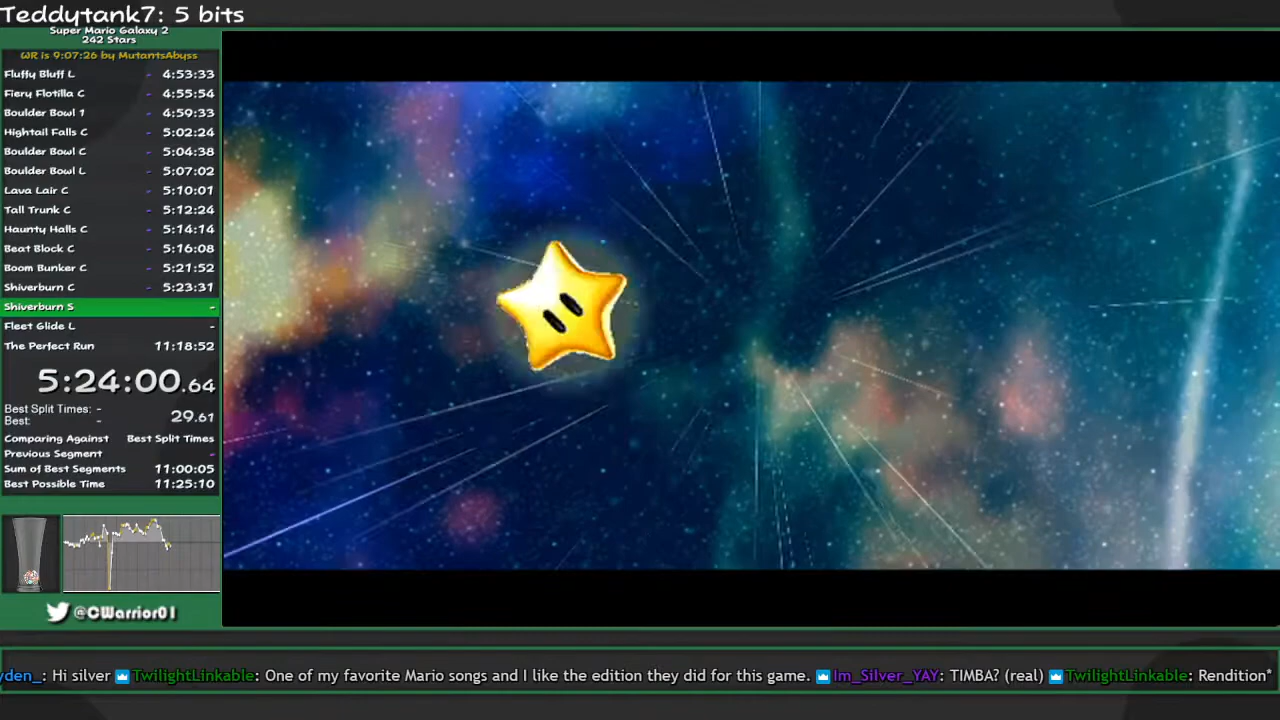 Teddytank7: 5 bits
Super Mario Galaxy 2
242 Stars
WR is 9:07:26 by MutantsAbyss
Fluffy Bluff L - 4:53:33
Fiery Flotilla C - 4:55:54
Boulder Bowl 1 - 4:59:33
Hightail Falls C - 5:02:24
Boulder Bowl C - 5:04:38
Boulder Bowl L - 5:07:02
Lava Lair C - 5:10:01
Tall Trunk C - 5:12:24
Haunty Halls C - 5:14:14
Beat Block C - 5:16:08
Boom Bunker C - 5:21:52
Shiverburn C - 5:23:31
Shiverburn S -
Fleet Glide L -
The Perfect Run 11:18:52
5:24:00.64
Best Split Times: - 29.61
Best: -
Comparing Against Best Split Times
Previous Segment -
Sum of Best Segments 11:00:05
Best Possible Time 11:25:10
@CWarrior01
yden_: Hi silver TwilightLinkable: One of my favorite Mario songs and I like the edition they did for this game. Im_Silver_YAY: TIMBA? (real) TwilightLinkable: Rendition*